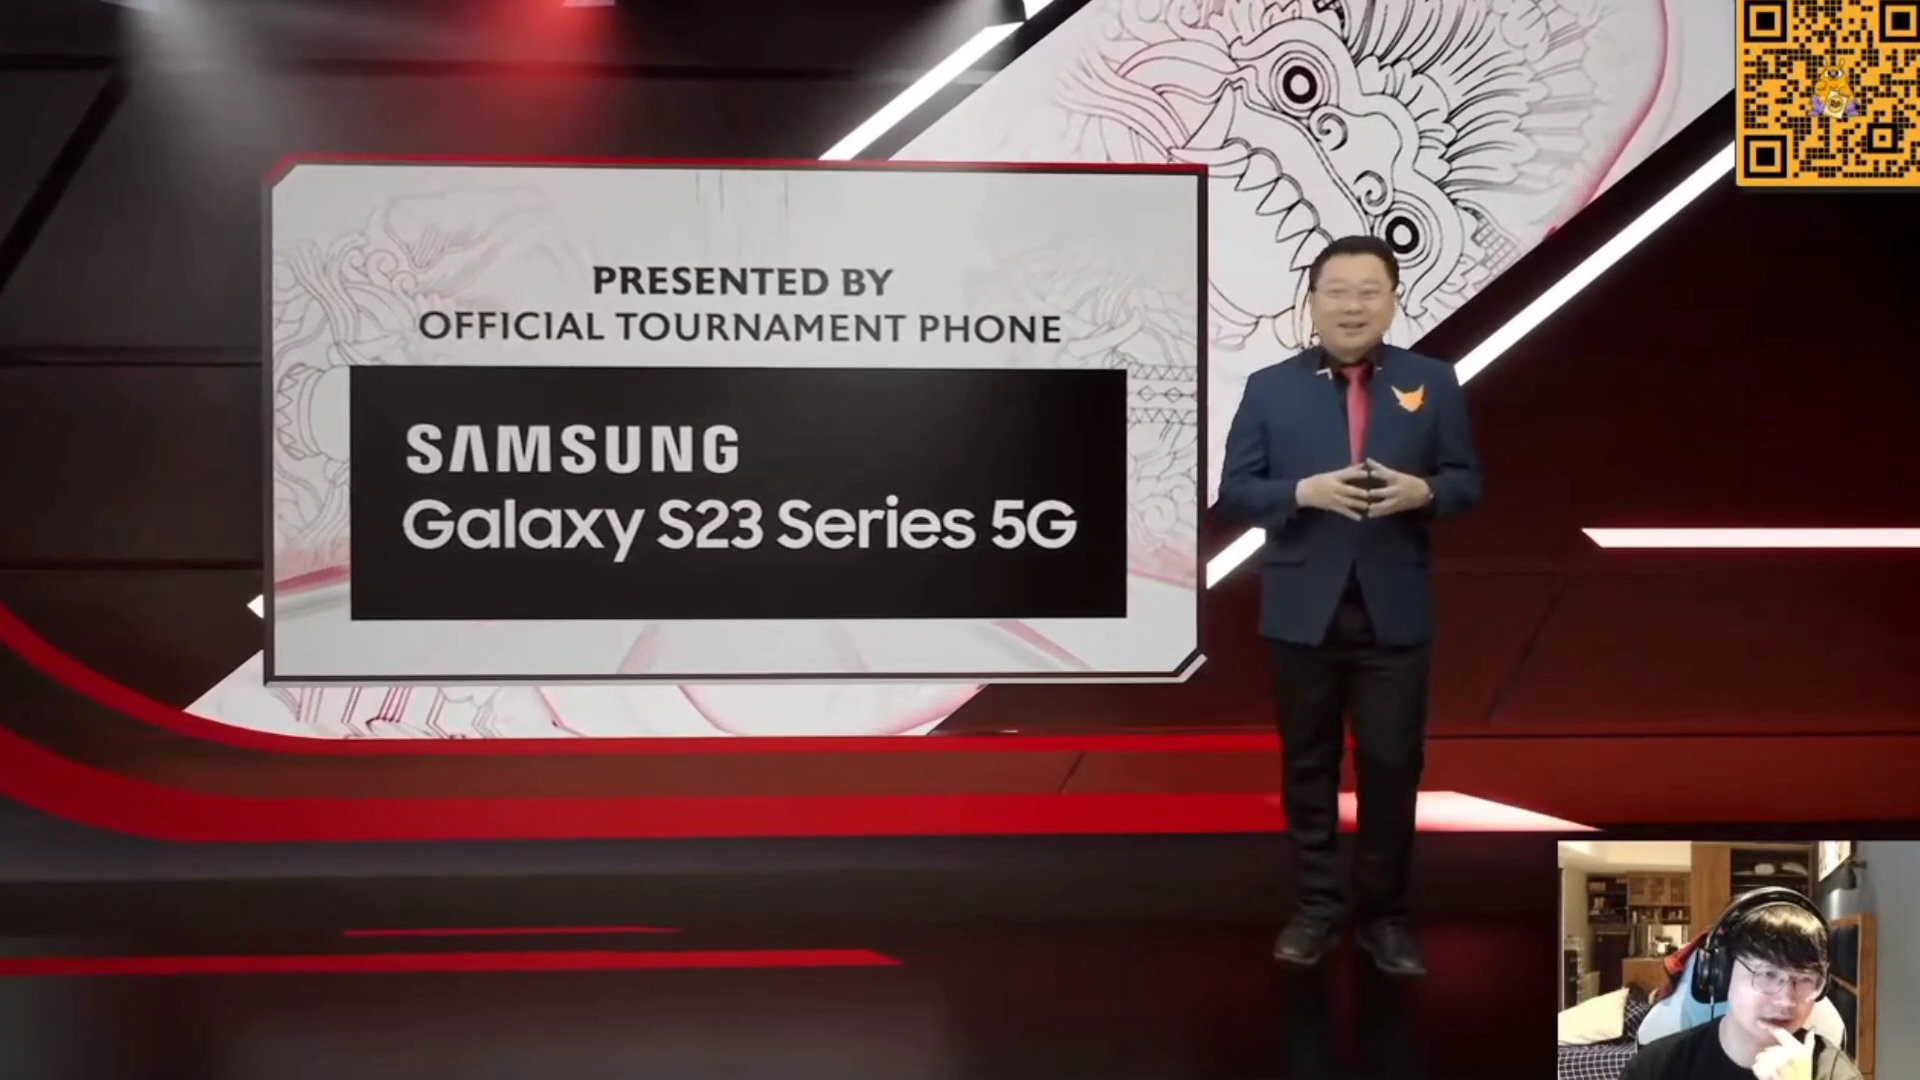 PRESENTED BY
OFFICIAL TOURNAMENT PHONE
SAMSUNG
Galaxy S23 Series 5G